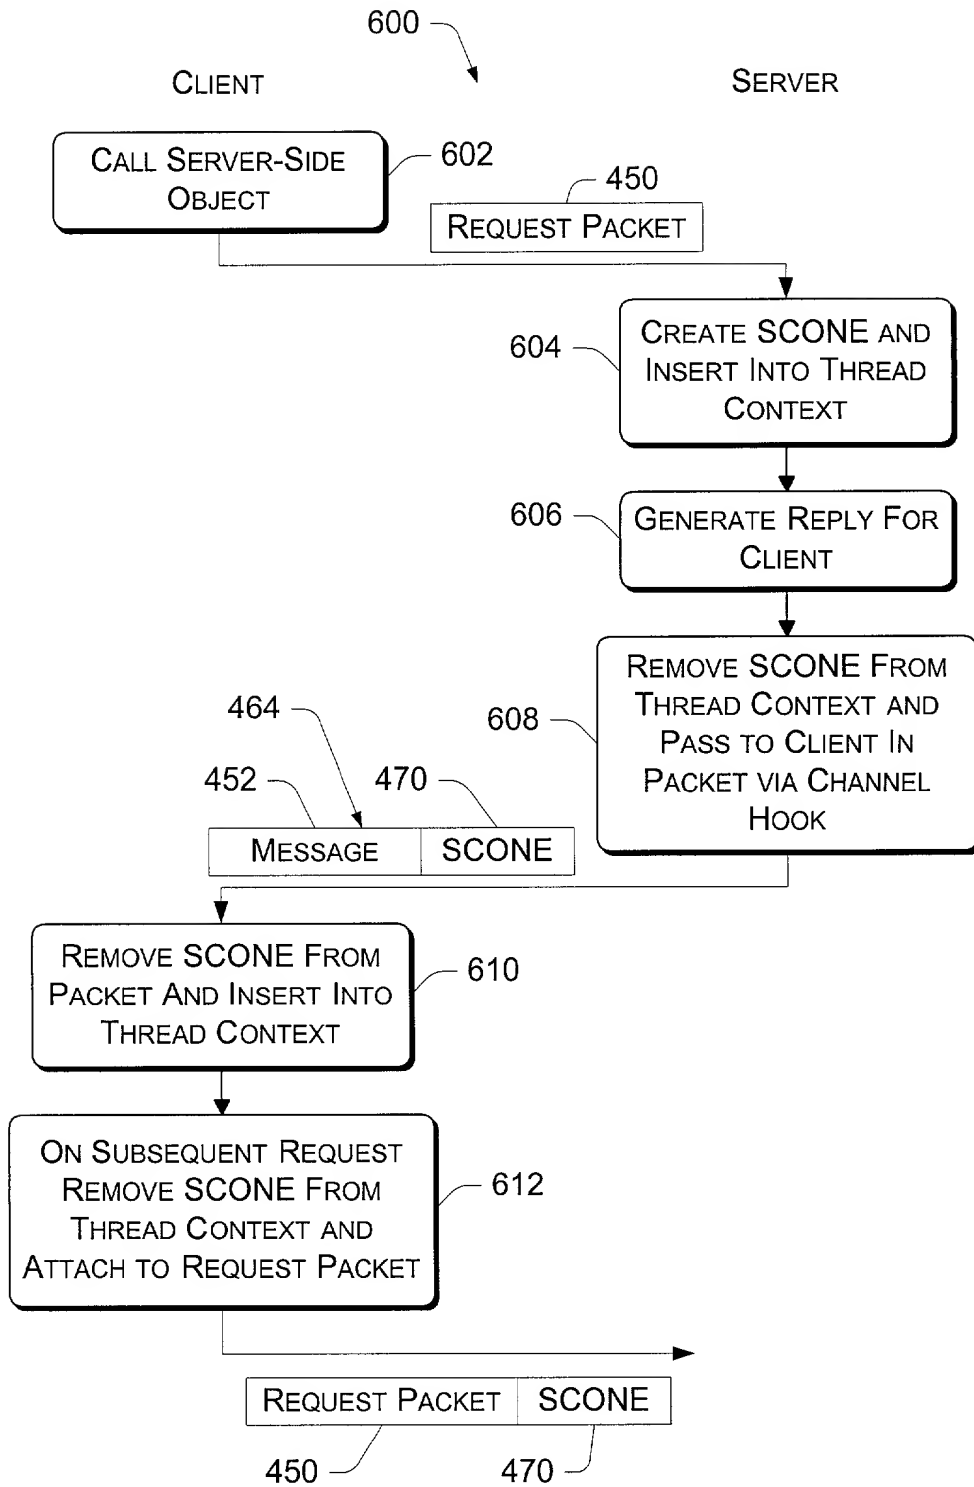 600
CLIENT
SERVER
CALL SERVER-SIDE
OBJECT
602
450
REQUEST PACKET
604
CREATE SCONE AND
INSERT INTO THREAD
CONTEXT
606
GENERATE REPLY FOR
CLIENT
608
REMOVE SCONE FROM
THREAD CONTEXT AND
PASS TO CLIENT IN
PACKET VIA CHANNEL
HOOK
464
452
470
MESSAGE
SCONE
REMOVE SCONE FROM
PACKET AND INSERT INTO
THREAD CONTEXT
610
ON SUBSEQUENT REQUEST
REMOVE SCONE FROM
THREAD CONTEXT AND
ATTACH TO REQUEST PACKET
612
REQUEST PACKET
SCONE
450
470